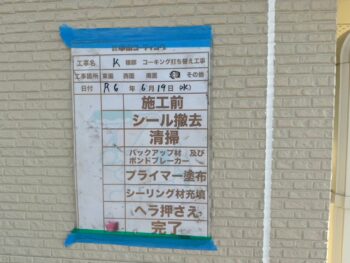 工事名 K 様邸 コーキング打ち替え工事
工事箇所 東面 西面 南面 その他
日付 R6 年 6月19日(水)
施工前
シール撤去
清掃
バックアップ材 及び
ボンドブレーカー
プライマー塗布
シーリング材充填
ヘラ押さえ
完了